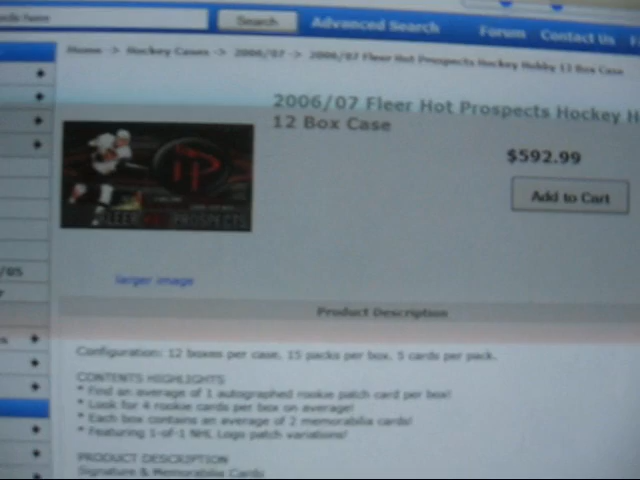 Search Advanced Search Forum Contact Us
Home -> Hockey Cases -> 2006/07 -> 2006/07 Fleer Hot Prospects Hockey Hobby 12 Box Case
2006/07 Fleer Hot Prospects Hockey H
12 Box Case
$592.99
Add to Cart
FLEER HOT PROSPECTS
larger image
/05
Product Description
Configuration: 12 boxes per case, 15 packs per box, 5 cards per pack.
CONTENTS HIGHLIGHTS
* Find an average of 1 autographed rookie patch card per box!
* Look for 4 rookie cards per box on average!
* Each box contains an average of 2 memorabilia cards!
* Featuring 1-of-1 NHL Logo patch variations!
PRODUCT DESCRIPTION
Signature & Memorabilia Cards